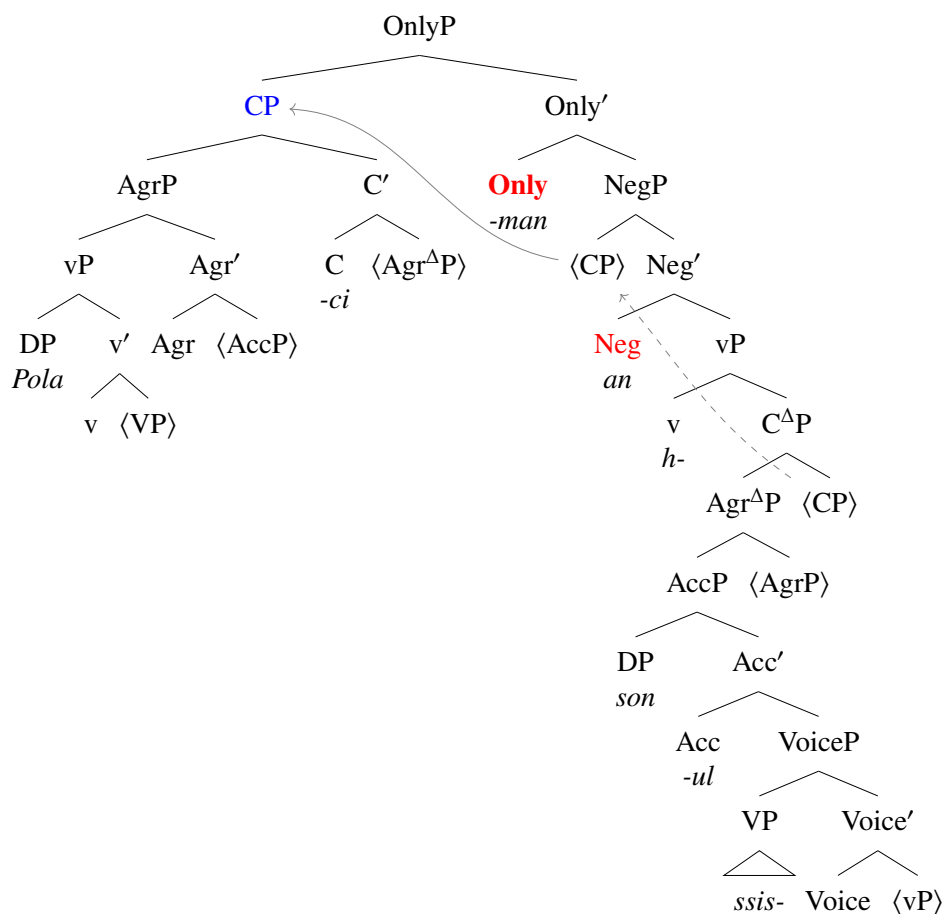 OnlyP
CP Only′
AgrP C′ Only NegP
-man
vP Agr′ C ⟨Agr^ΔP⟩ ⟨CP⟩ Neg′
-ci
DP v′ Agr ⟨AccP⟩ Neg vP
Pola an
v ⟨VP⟩ v C^ΔP
h-
Agr^ΔP ⟨CP⟩
AccP ⟨AgrP⟩
DP Acc′
son
Acc VoiceP
-ul
VP Voice′
ssis- Voice ⟨vP⟩